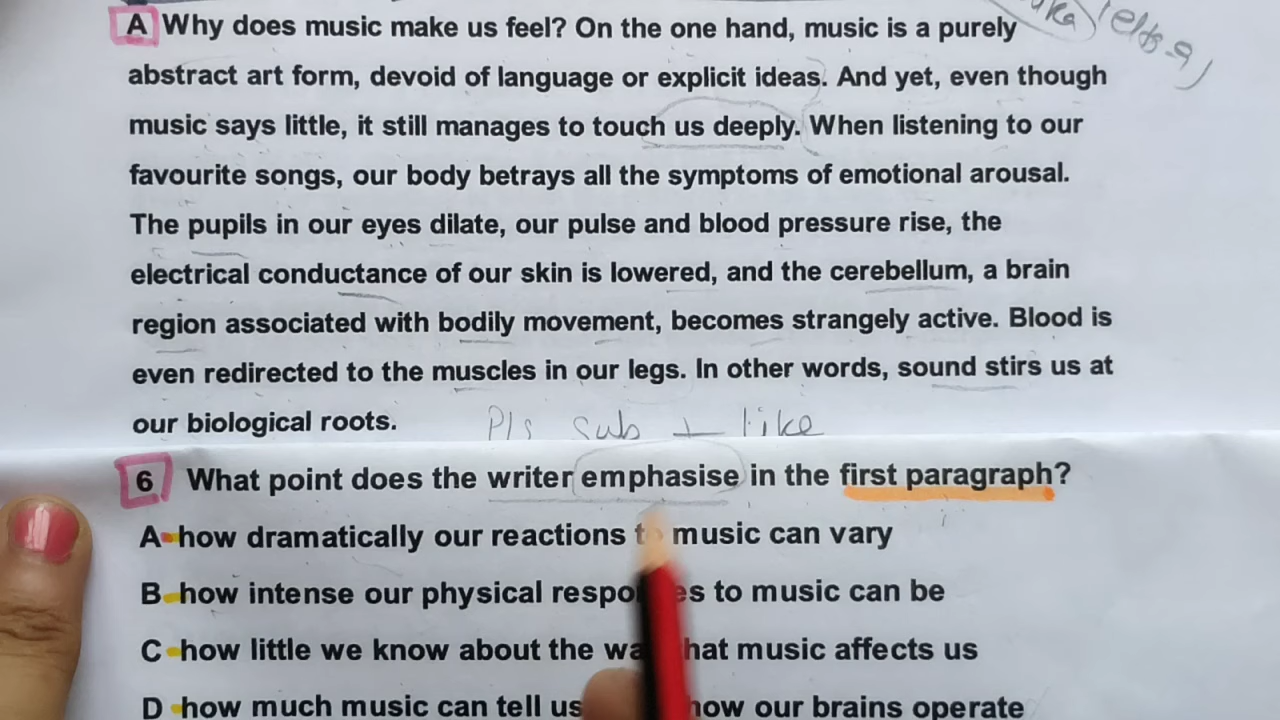 ielts-9)
A Why does music make us feel? On the one hand, music is a purely
abstract art form, devoid of language or explicit ideas. And yet, even though
music says little, it still manages to touch us deeply. When listening to our
favourite songs, our body betrays all the symptoms of emotional arousal.
The pupils in our eyes dilate, our pulse and blood pressure rise, the
electrical conductance of our skin is lowered, and the cerebellum, a brain
region associated with bodily movement, becomes strangely active. Blood is
even redirected to the muscles in our legs. In other words, sound stirs us at
our biological roots. Pls sub + like
6 What point does the writer emphasise in the first paragraph?
A how dramatically our reactions to music can vary
B how intense our physical responses to music can be
C how little we know about the way that music affects us
D how much music can tell us how our brains operate